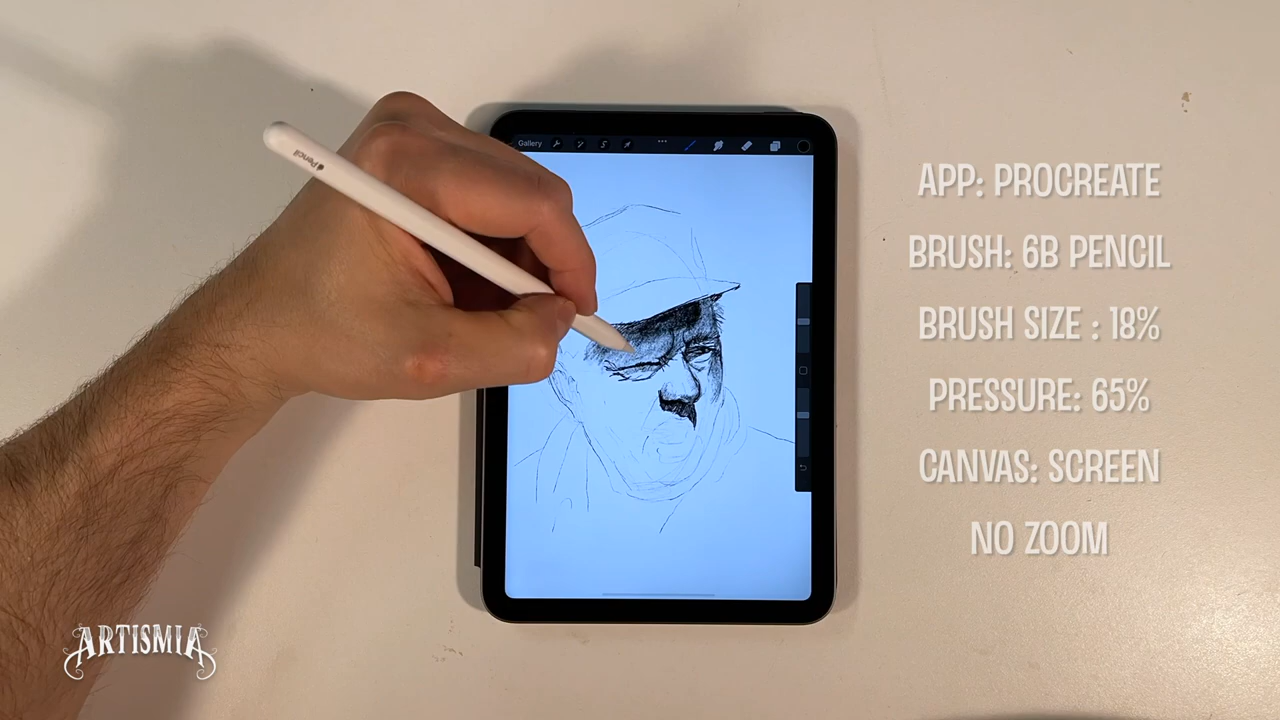 Pencil
Gallery
APP: PROCREATE
BRUSH: 6B PENCIL
BRUSH SIZE : 18%
PRESSURE: 65%
CANVAS: SCREEN
NO ZOOM
ARTISMIA